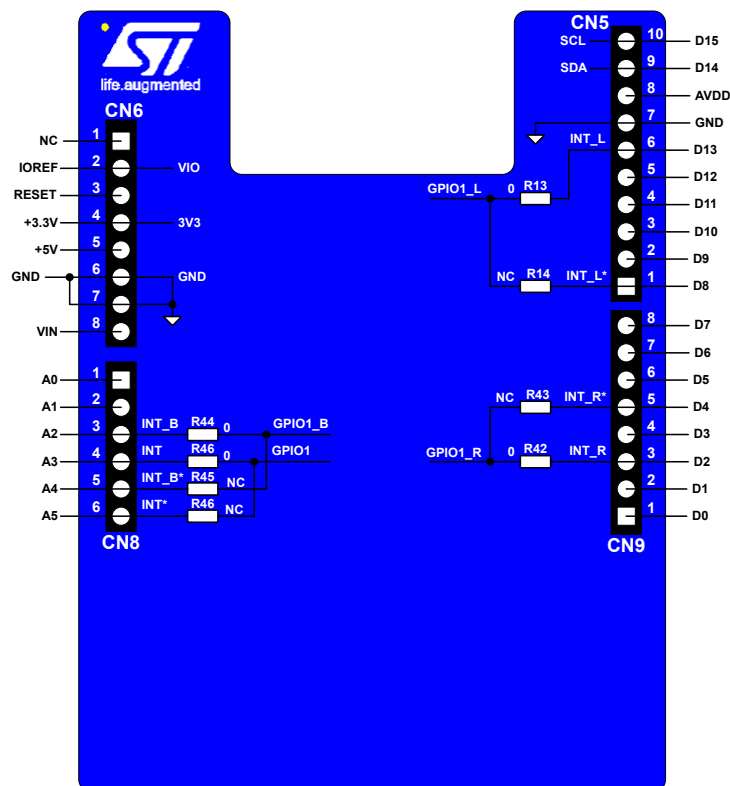 life.augmented
CN6
NC 1
IOREF 2 VIO
RESET 3
+3.3V 4 3V3
+5V 5
GND 6 GND
7
VIN 8
A0 1
A1 2
A2 3 INT_B R44 0 GPIO1_B
A3 4 INT R46 0 GPIO1
A4 5 INT_B* R45 NC
A5 6 INT* R46 NC
CN8
CN5
SCL 10 D15
SDA 9 D14
8 AVDD
7 GND
INT_L 6 D13
5 D12
GPIO1_L 0 R13
4 D11
3 D10
2 D9
NC R14 INT_L* 1 D8
8 D7
7 D6
6 D5
NC R43 INT_R* 5 D4
4 D3
GPIO1_R 0 R42 INT_R 3 D2
2 D1
1 D0
CN9